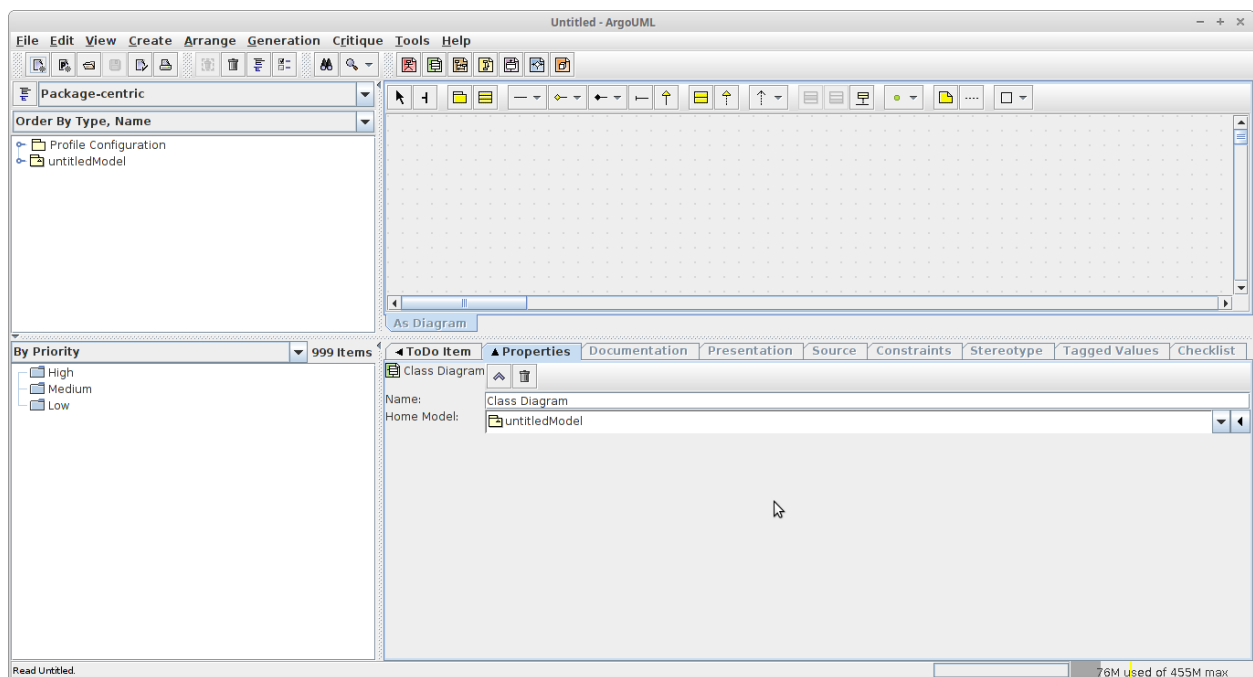 Untitled - ArgoUML
File Edit View Create Arrange Generation Critique Tools Help
Package-centric
Order By Type, Name
Profile Configuration
untitledModel
As Diagram
By Priority 999 Items
High
Medium
Low
ToDo Item Properties Documentation Presentation Source Constraints Stereotype Tagged Values Checklist
Class Diagram
Name: Class Diagram
Home Model: untitledModel
Read Untitled. 76M used of 455M max